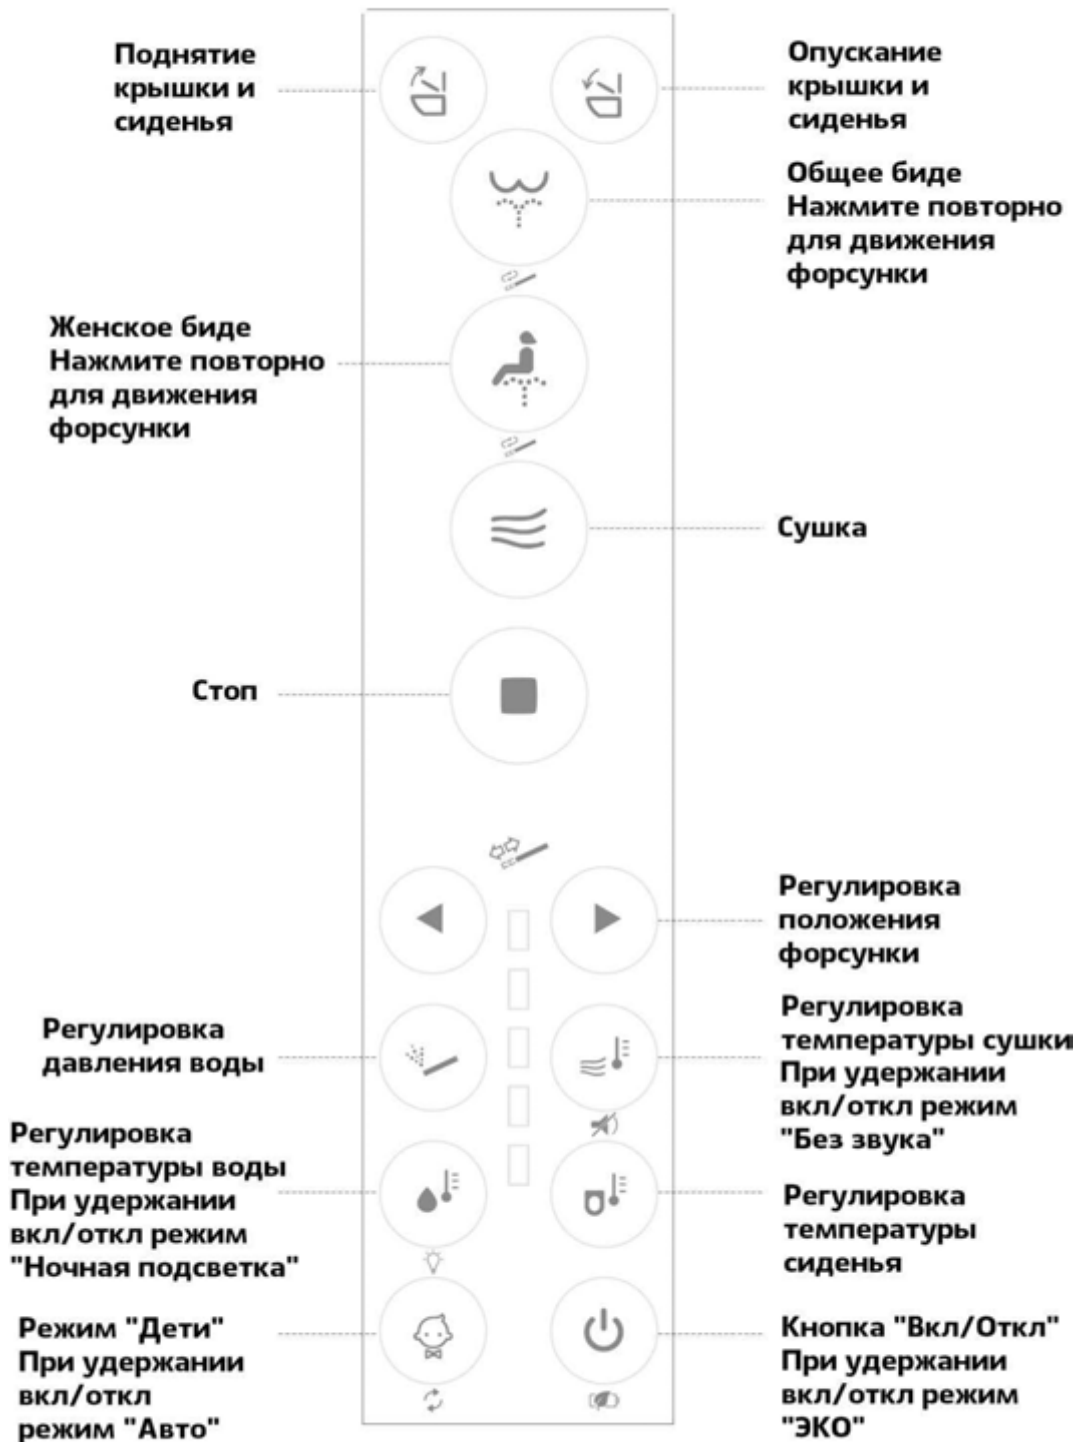 Поднятие
крышки и
сиденья
Опускание
крышки и
сиденья
Общее биде
Нажмите повторно
для движения
форсунки
Женское биде
Нажмите повторно
для движения
форсунки
Сушка
Стоп
Регулировка
положения
форсунки
Регулировка
давления воды
Регулировка
температуры сушки
При удержании
вкл/откл режим
"Без звука"
Регулировка
температуры воды
При удержании
вкл/откл режим
"Ночная подсветка"
Регулировка
температуры
сиденья
Режим "Дети"
При удержании
вкл/откл
режим "Авто"
Кнопка "Вкл/Откл"
При удержании
вкл/откл режим
"ЭКО"